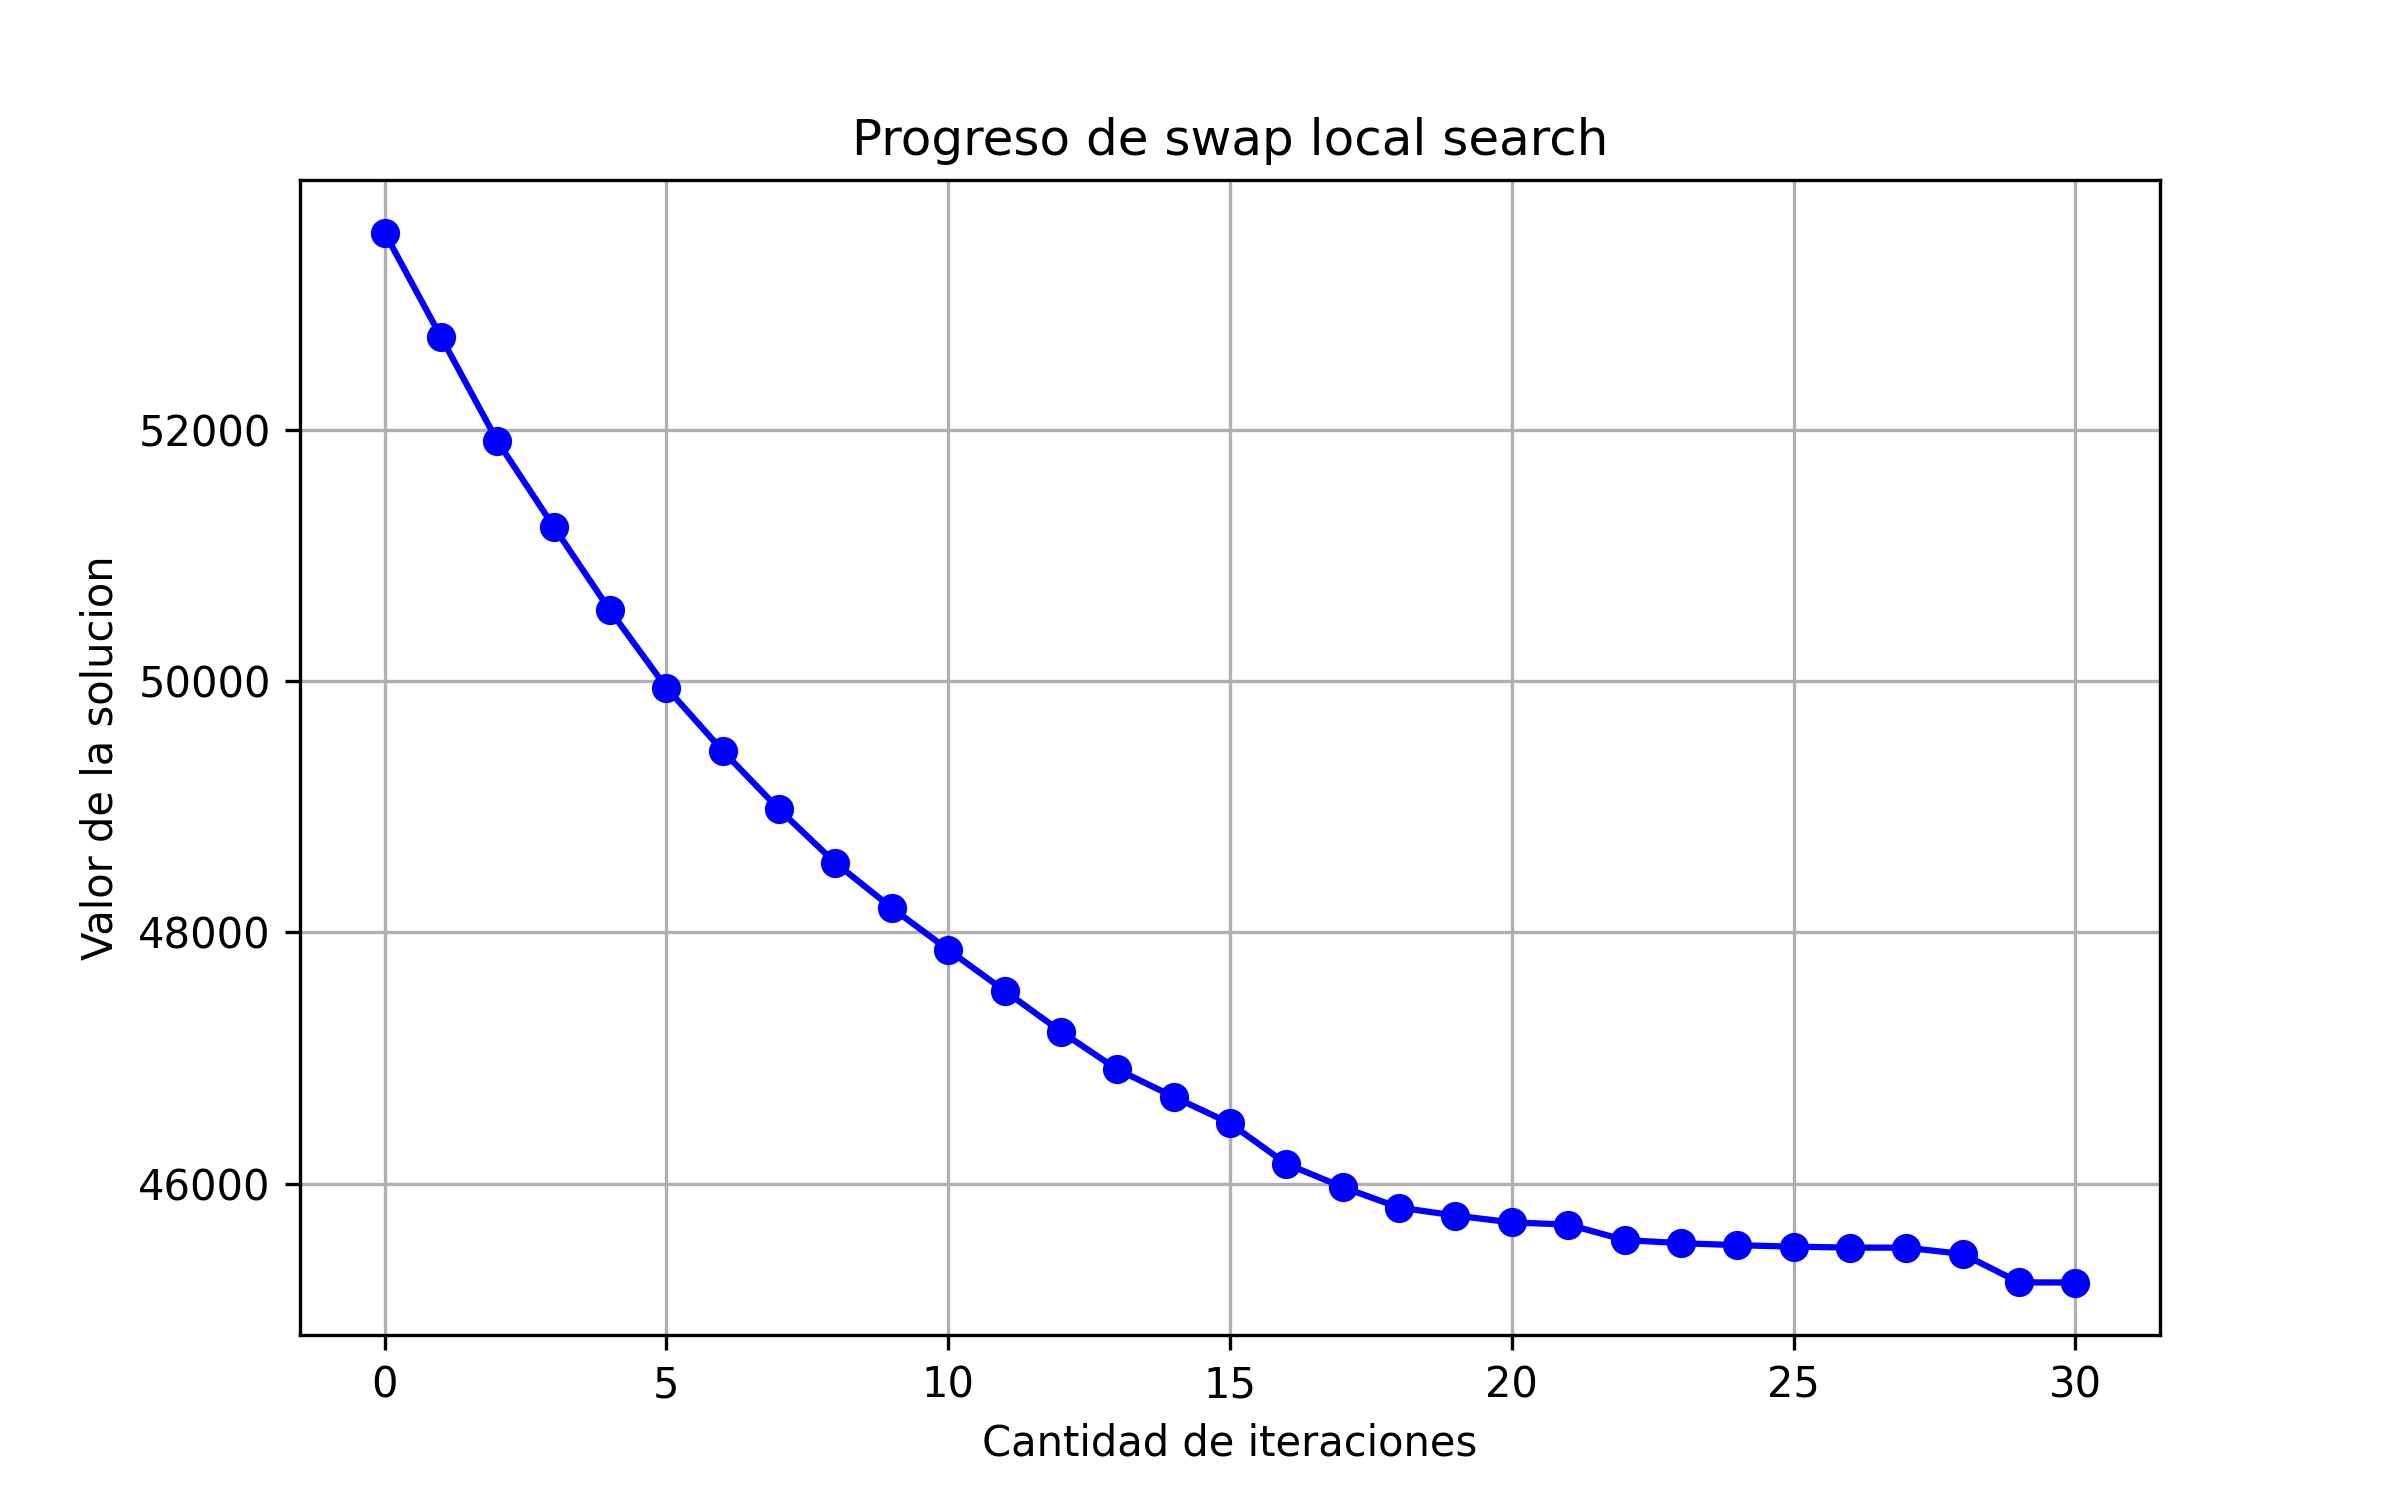 Progreso de swap local search
Valor de la solucion
52000
50000
48000
46000
0 5 10 15 20 25 30
Cantidad de iteraciones